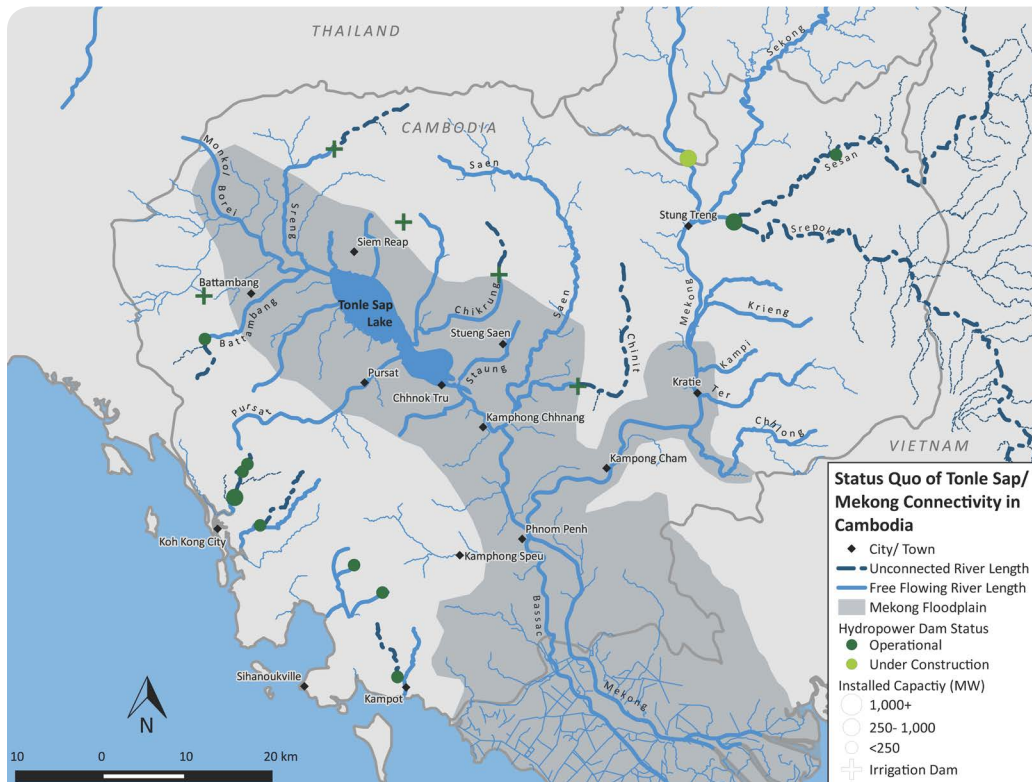 THAILAND
CAMBODIA
Sekong
Monkol Borei
Saen
Sesan
Sreng
Stung Treng
Srepok
Siem Reap
Battambang
Battambang
Tonle Sap
Lake
Chikrung
Saen
Mekong
Krieng
Stueng Saen
Chinit
Kampi
Pursat
Staung
Kratie
Ter
Chhnok Tru
Pursat
Kamphong Chhnang
Chhlong
VIETNAM
Kampong Cham
Koh Kong City
Phnom Penh
Kamphong Speu
Bassac
Sihanoukville
Kampot
Mekong
N
10 0 10 20 km
Status Quo of Tonle Sap/
Mekong Connectivity in
Cambodia
City/ Town
Unconnected River Length
Free Flowing River Length
Mekong Floodplain
Hydropower Dam Status
Operational
Under Construction
Installed Capactiy (MW)
1,000+
250- 1,000
<250
Irrigation Dam